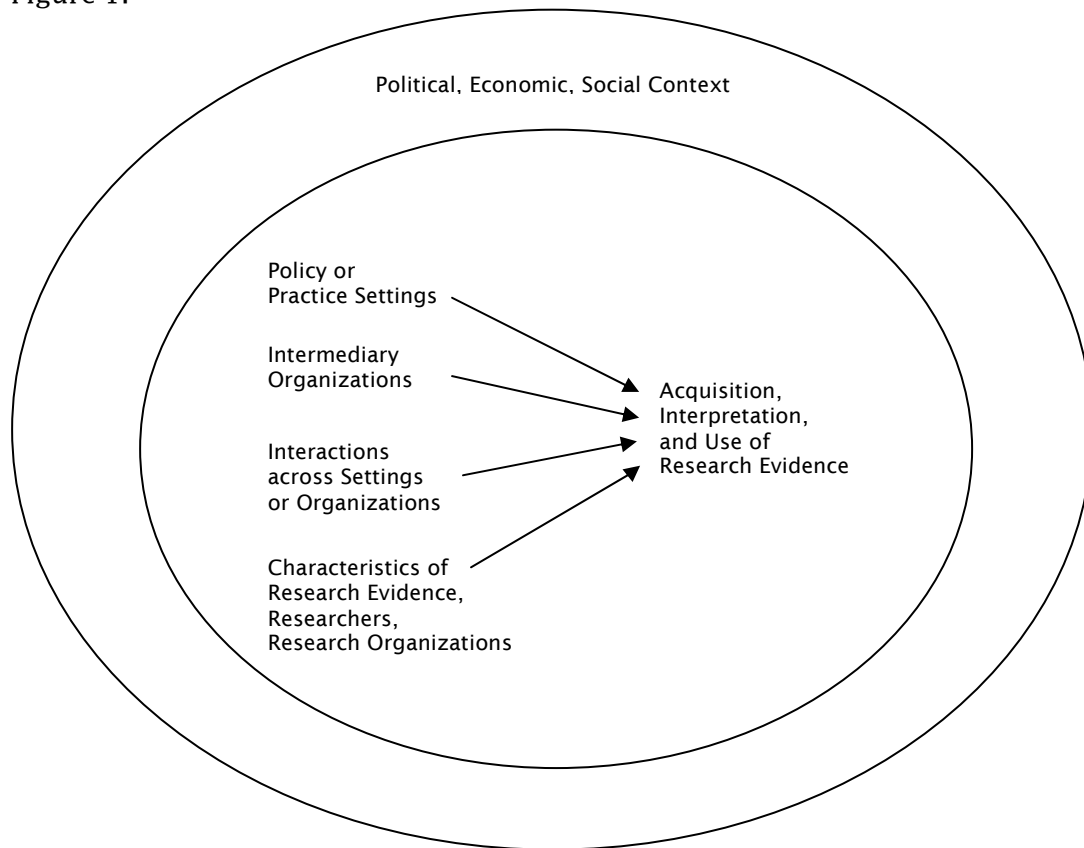 Figure 1.
Political, Economic, Social Context
Policy or
Practice Settings
Intermediary
Organizations
Interactions
across Settings
or Organizations
Characteristics of
Research Evidence,
Researchers,
Research Organizations
Acquisition,
Interpretation,
and Use of
Research Evidence